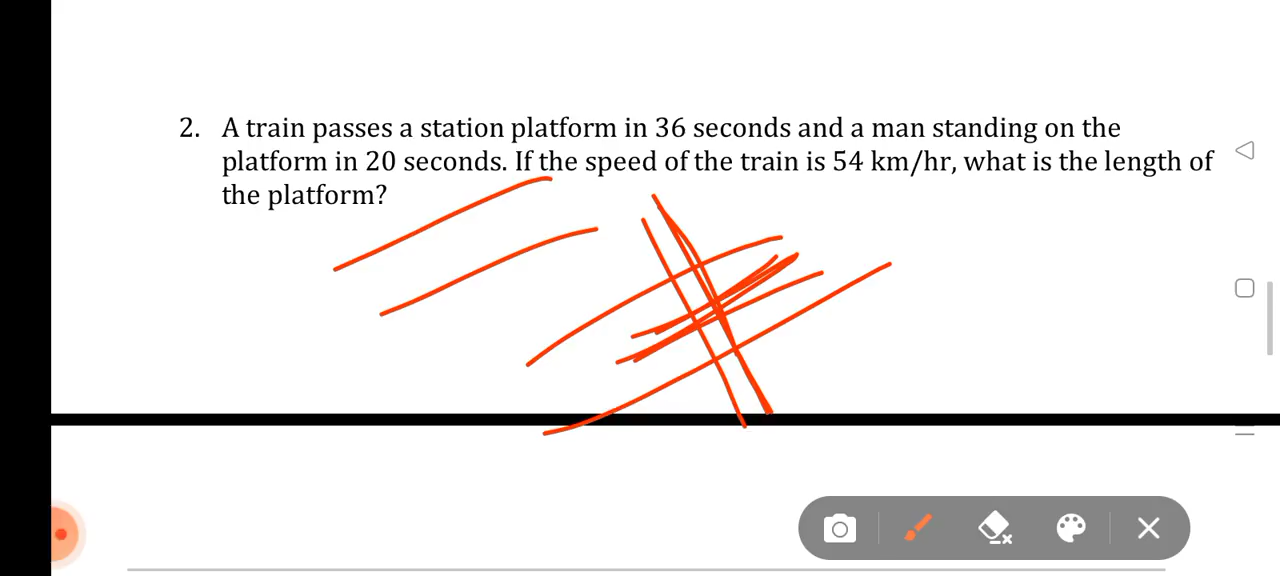 2. A train passes a station platform in 36 seconds and a man standing on the
platform in 20 seconds. If the speed of the train is 54 km/hr, what is the length of
the platform?